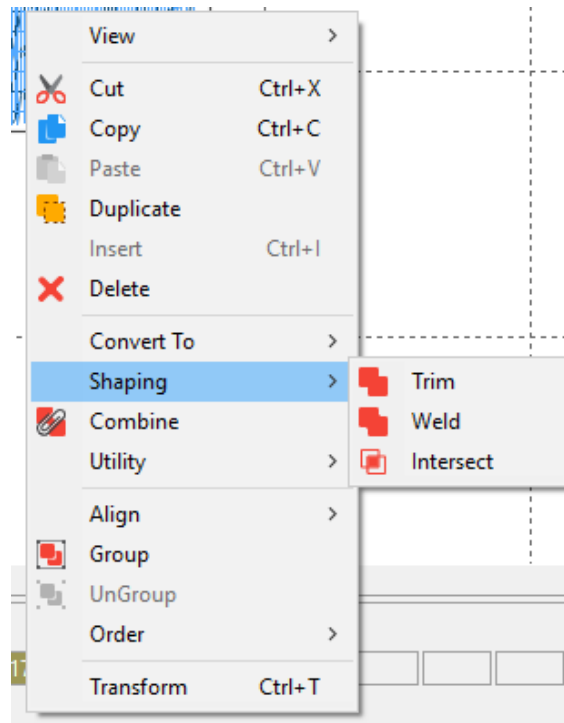 View
Cut Ctrl+X
Copy Ctrl+C
Paste Ctrl+V
Duplicate
Insert Ctrl+I
Delete
Convert To
Shaping
Trim
Combine
Weld
Utility
Intersect
Align
Group
UnGroup
Order
Transform Ctrl+T